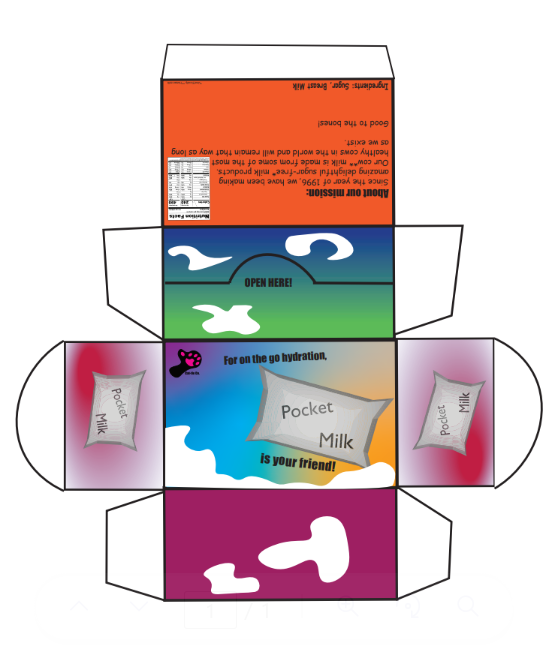 Ingredients: Sugar, Breast Milk
Good to the bones!
About our mission:
Since the year of 1996, we have been making
amazing delightful sugar-free* milk products.
Our cow** milk is made from some of the most
healthy cows in the world and will remain that way as long
as we exist.
Nutrition Facts
OPEN HERE!
For on the go hydration,
Pocket
Milk
is your friend!
Pocket
Milk
Pocket
Milk